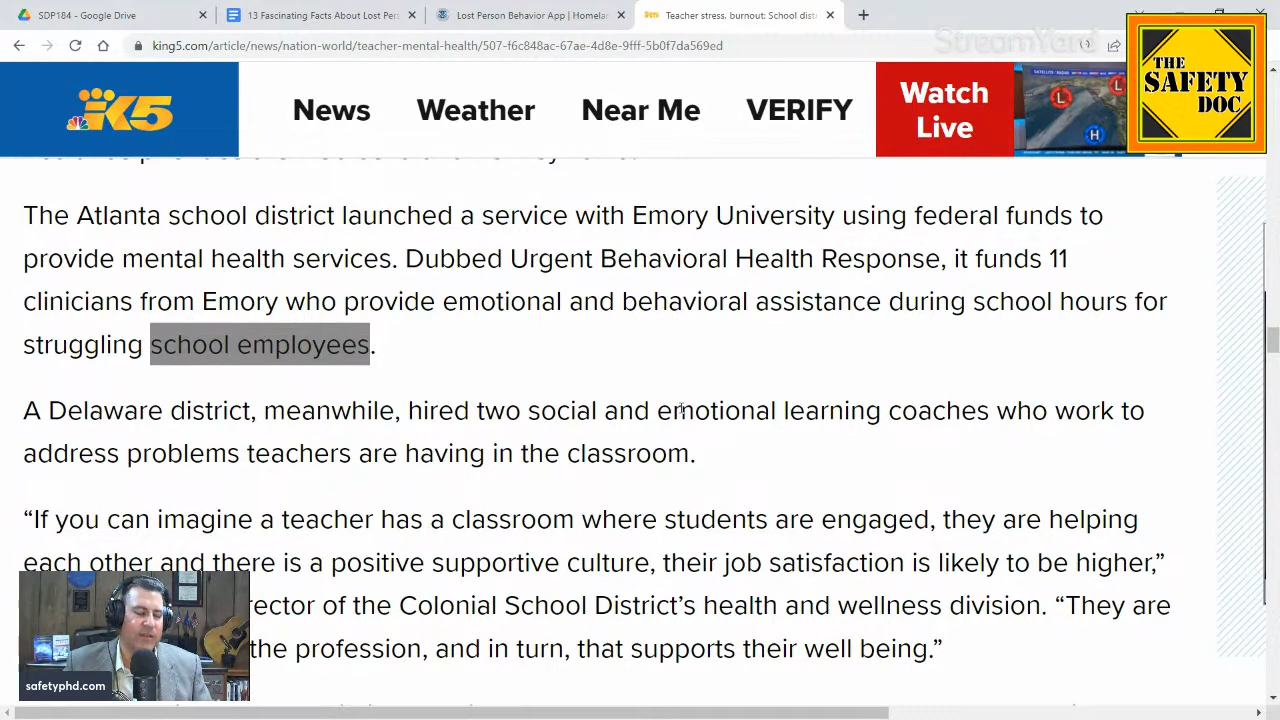 SDP184 - Google Drive
13 Fascinating Facts About Lost
Lost Person Behavior and Homeles
Teacher stress, burnout: School dist
king5.com/article/news/nation-world/teacher-mental-health/507-f6c848ac-67ae-4d8e-9fff-5b0f7da569ed
StreamYard
THE
SAFETY
DOC
K5
News
Weather
Near Me
VERIFY
Watch
Live
The Atlanta school district launched a service with Emory University using federal funds to
provide mental health services. Dubbed Urgent Behavioral Health Response, it funds 11
clinicians from Emory who provide emotional and behavioral assistance during school hours for
struggling school employees.
A Delaware district, meanwhile, hired two social and emotional learning coaches who work to
address problems teachers are having in the classroom.
“If you can imagine a teacher has a classroom where students are engaged, they are helping
each other and there is a positive supportive culture, their job satisfaction is likely to be higher,”
rector of the Colonial School District’s health and wellness division. “They are
the profession, and in turn, that supports their well being.”
safetyphd.com